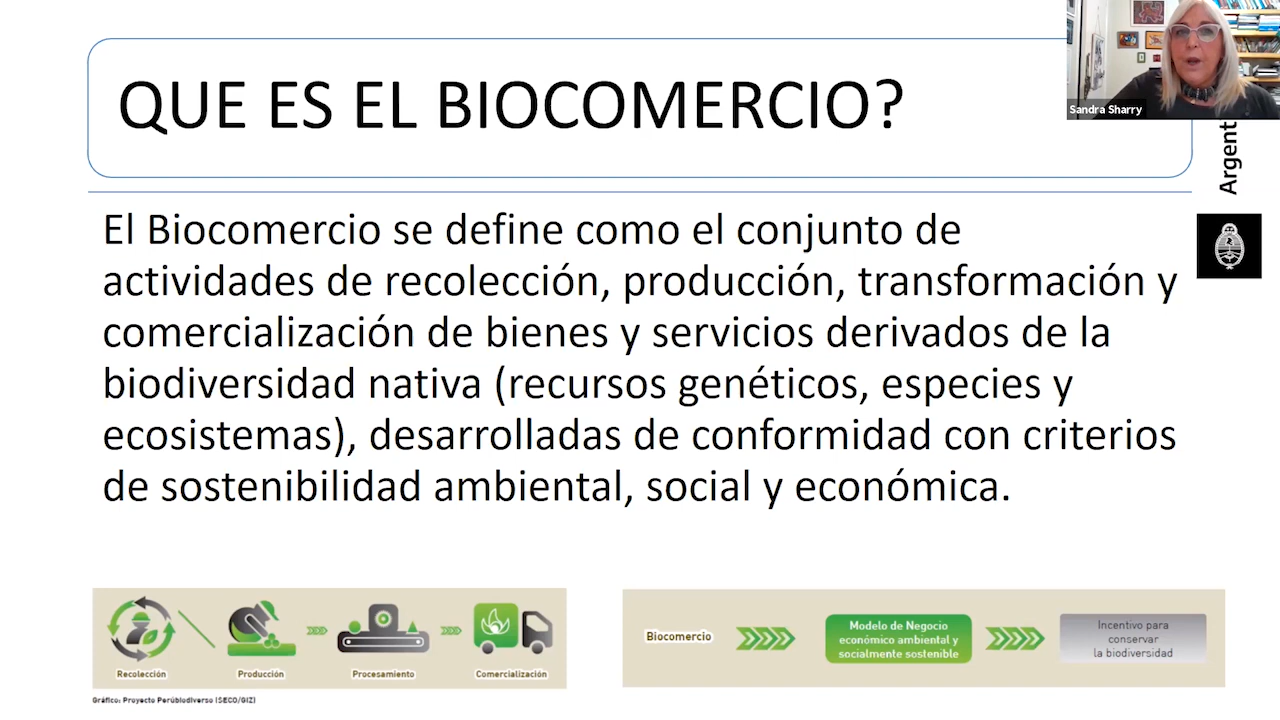 QUE ES EL BIOCOMERCIO?
Sandra Sharry
Argent
El Biocomercio se define como el conjunto de
actividades de recolección, producción, transformación y
comercialización de bienes y servicios derivados de la
biodiversidad nativa (recursos genéticos, especies y
ecosistemas), desarrolladas de conformidad con criterios
de sostenibilidad ambiental, social y económica.
Recolección
Producción
Procesamiento
Comercialización
Gráfico: Proyecto Perúbiodiverso (SECO/GIZ)
Biocomercio
Modelo de Negocio
económico ambiental y
socialmente sostenible
Incentivo para
conservar
la biodiversidad